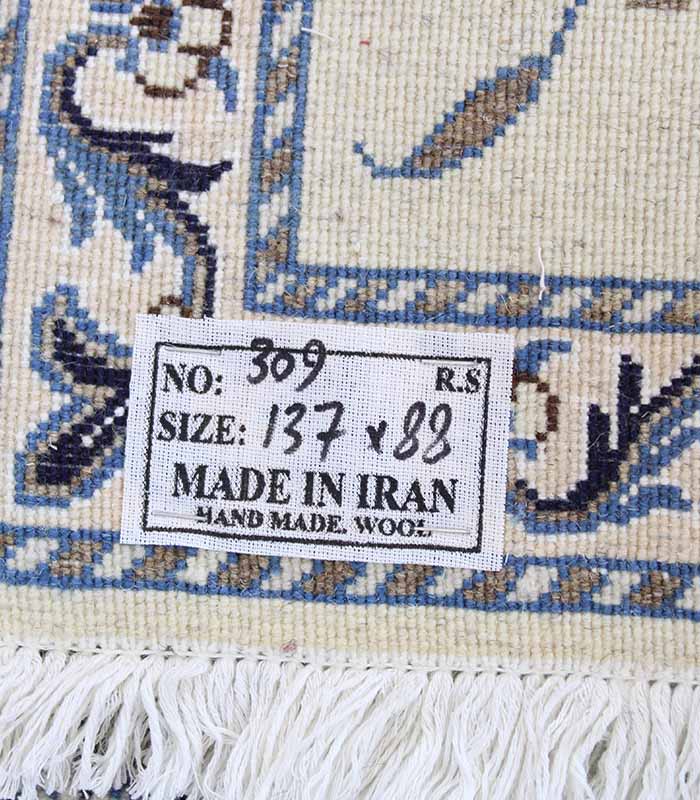 NO: 309 R.S
SIZE: 137 x 88
MADE IN IRAN
HAND MADE. WOOL